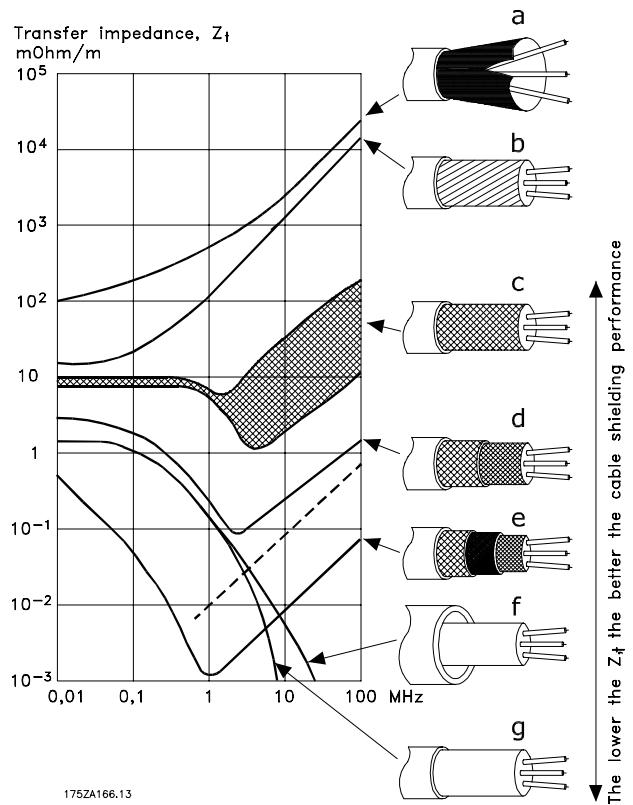 Transfer impedance, Zt
mOhm/m
10⁵
10⁴
10³
10²
10
1
10⁻¹
10⁻²
10⁻³
0,01
0,1
1
10
100 MHz
a
b
c
d
e
f
g
The lower the Zt the better the cable shielding performance
175ZA166.13